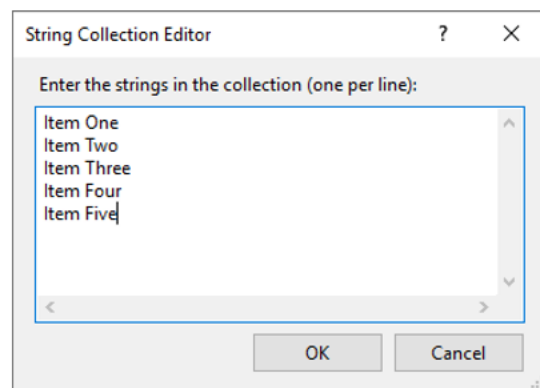 String Collection Editor ?
Enter the strings in the collection (one per line):
Item One
Item Two
Item Three
Item Four
Item Five
OK Cancel